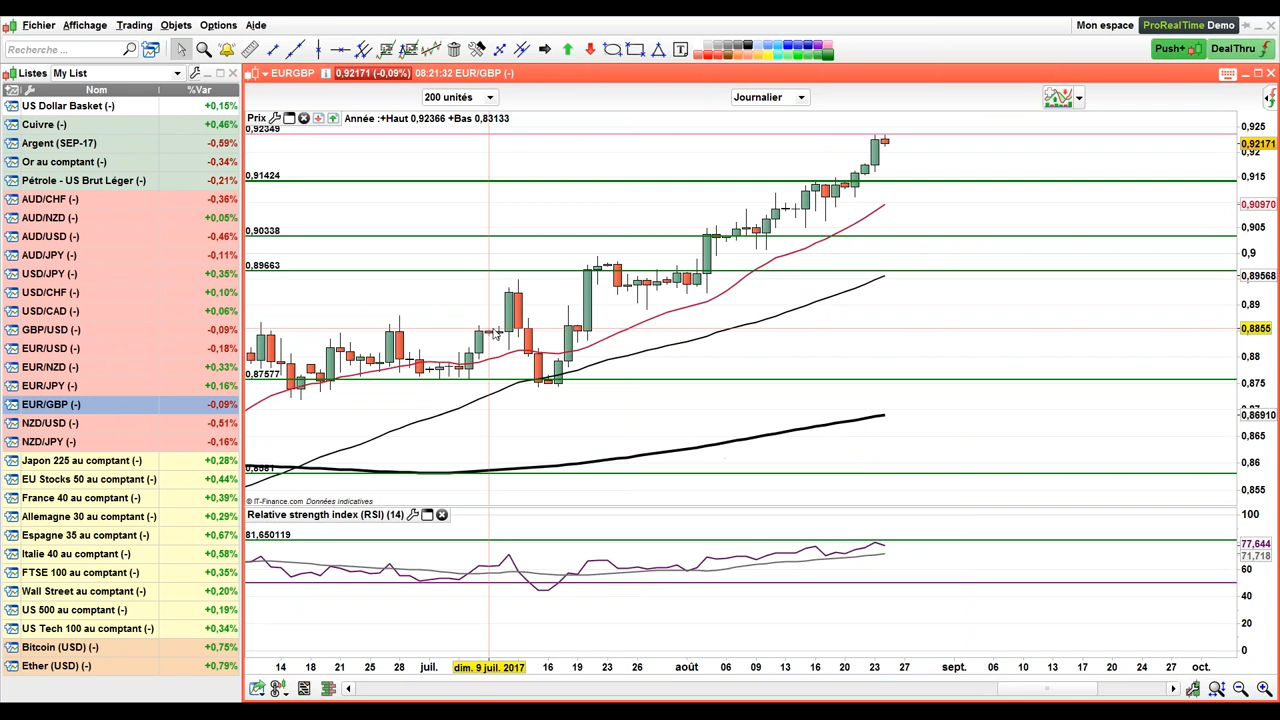 Fichier Affichage Trading Objets Options Aide Mon espace ProRealTime Demo
Recherche ... T Push+ DealThru
Listes My List
EURGBP i 0,92171 (-0,09%) 08:21:32 EUR/GBP (-)
Nom %Var
200 unités Journalier
US Dollar Basket (-) +0,15%
Cuivre (-) +0,46%
Argent (SEP-17) -0,59%
Or au comptant (-) -0,34%
Pétrole - US Brut Léger (-) -0,21%
AUD/CHF (-) -0,36%
AUD/NZD (-) +0,05%
AUD/USD (-) -0,46%
AUD/JPY (-) -0,11%
USD/JPY (-) +0,35%
USD/CHF (-) +0,10%
USD/CAD (-) +0,06%
GBP/USD (-) -0,09%
EUR/USD (-) -0,18%
EUR/NZD (-) +0,33%
EUR/JPY (-) +0,16%
EUR/GBP (-) -0,09%
NZD/USD (-) -0,51%
NZD/JPY (-) -0,16%
Japon 225 au comptant (-) +0,28%
EU Stocks 50 au comptant (-) +0,44%
France 40 au comptant (-) +0,39%
Allemagne 30 au comptant (-) +0,29%
Espagne 35 au comptant (-) +0,67%
Italie 40 au comptant (-) +0,58%
FTSE 100 au comptant (-) +0,35%
Wall Street au comptant (-) +0,20%
US 500 au comptant (-) +0,19%
US Tech 100 au comptant (-) +0,34%
Bitcoin (USD) (-) +0,75%
Ether (USD) (-) +0,79%
Prix Année :+Haut 0,92366 +Bas 0,83133
0,92349
0,91424
0,90338
0,89663
0,87577
0,925
0,92171
0,92
0,915
0,90970
0,905
0,9
0,89568
0,89
0,8855
0,88
0,875
0,86910
0,865
0,86
0,855
© IT-Finance.com Données indicatives
Relative strength index (RSI) (14)
81,650119
100
77,644
71,718
60
40
20
0
14 18 21 25 28 juil. dim. 9 juil. 2017 16 19 23 26 août 06 09 13 16 20 23 27 sept. 06 10 13 17 20 24 27 oct.